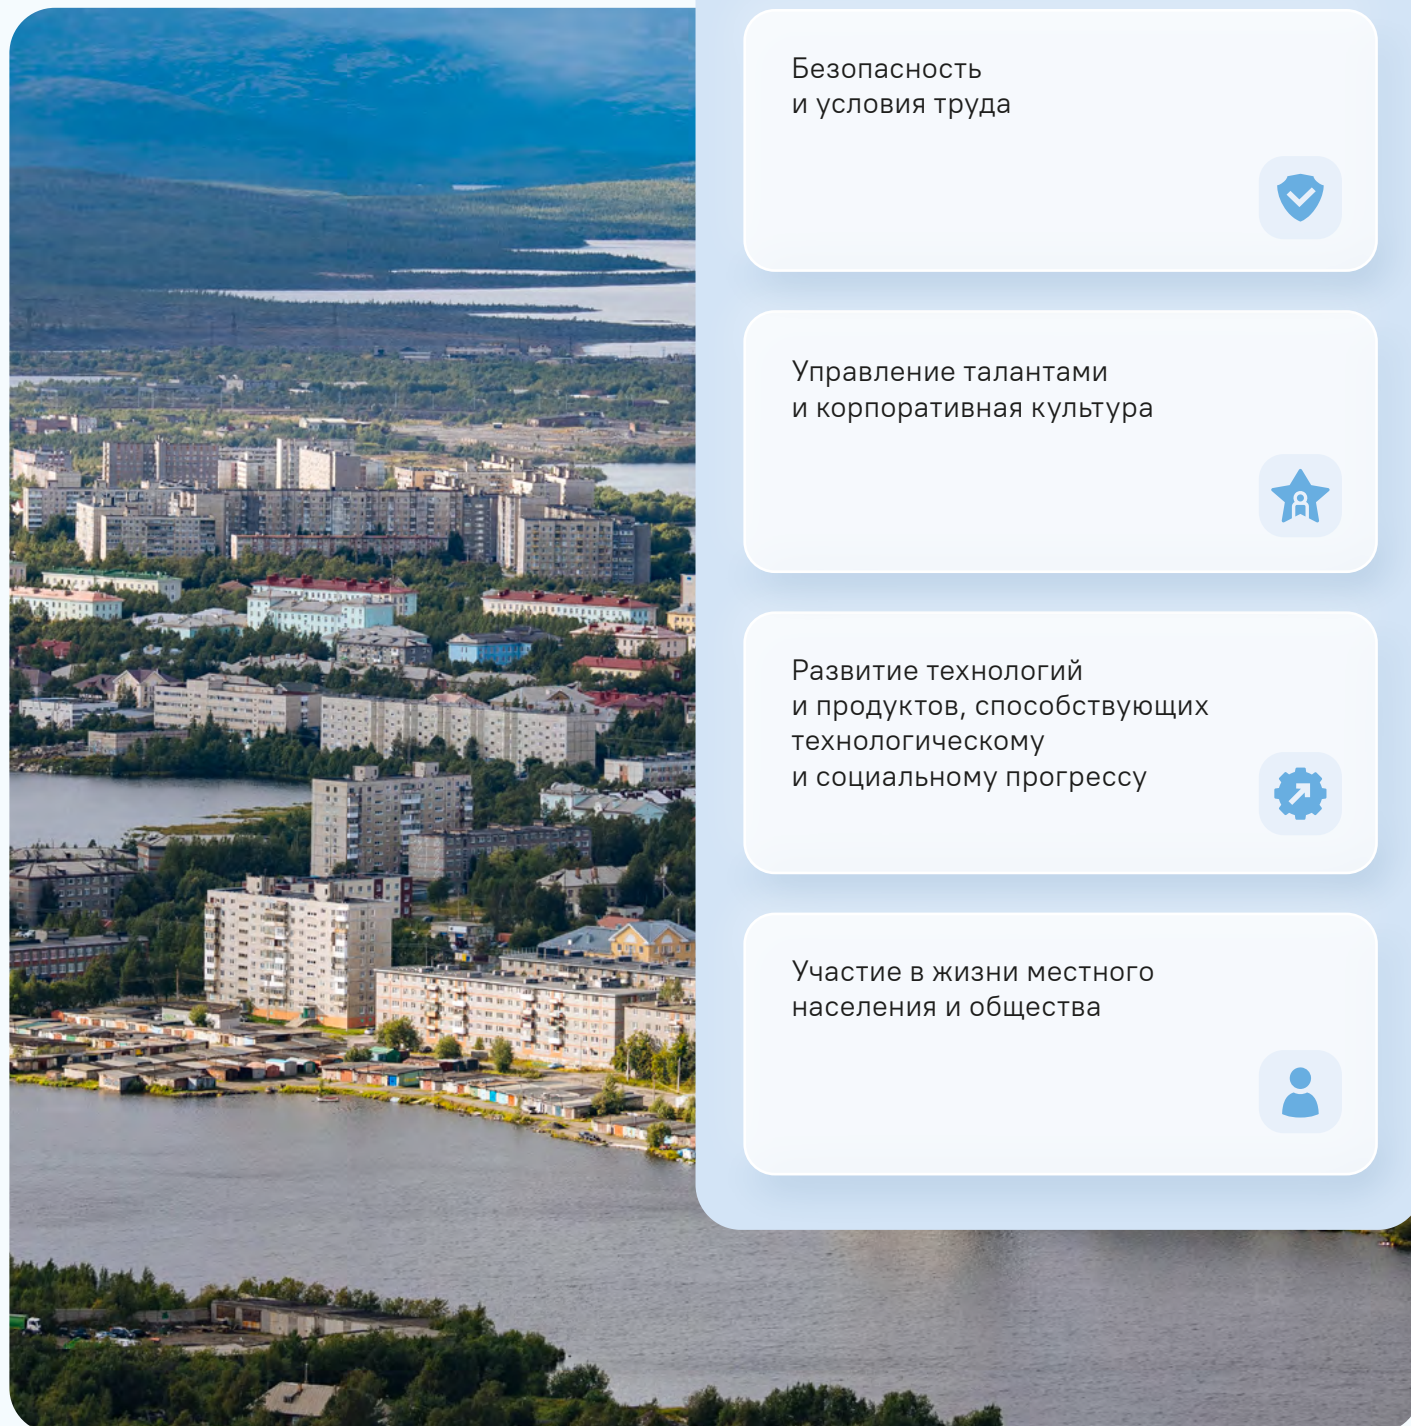 Безопасность
и условия труда
Управление талантами
и корпоративная культура
Развитие технологий
и продуктов, способствующих
технологическому
и социальному прогрессу
Участие в жизни местного
населения и общества